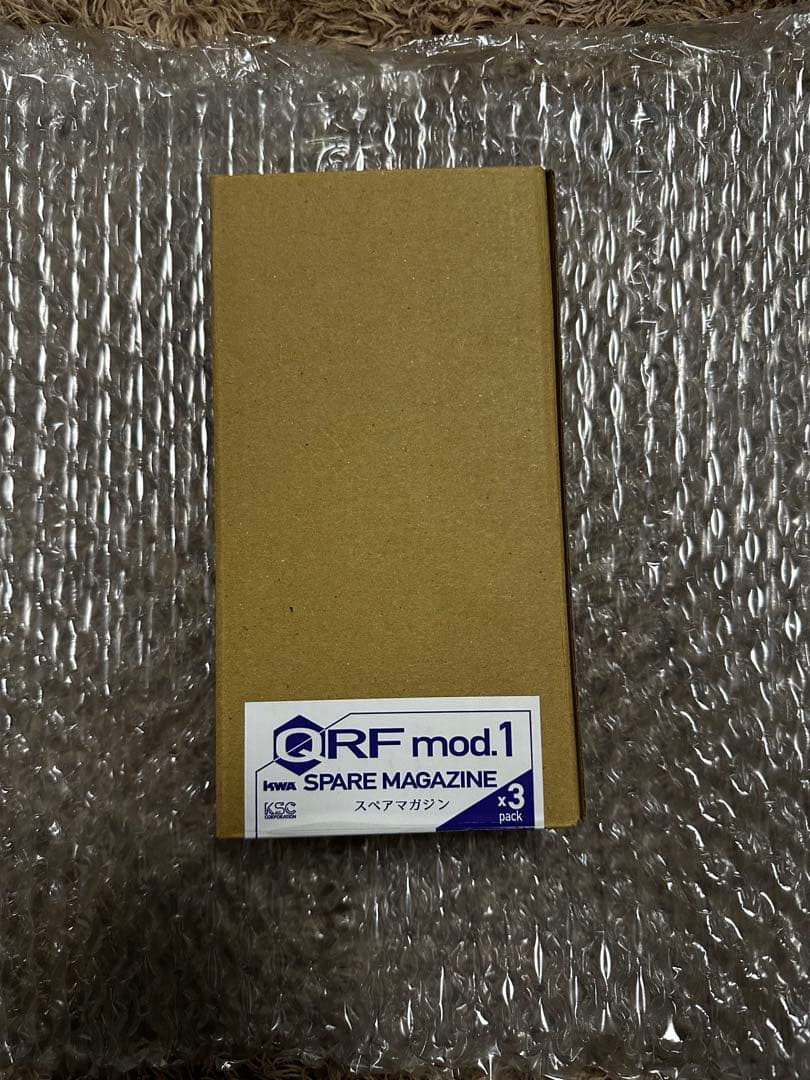 QRF mod.1
KWA SPARE MAGAZINE
スペアマガジン
KSC
CORPORATION
x3
pack